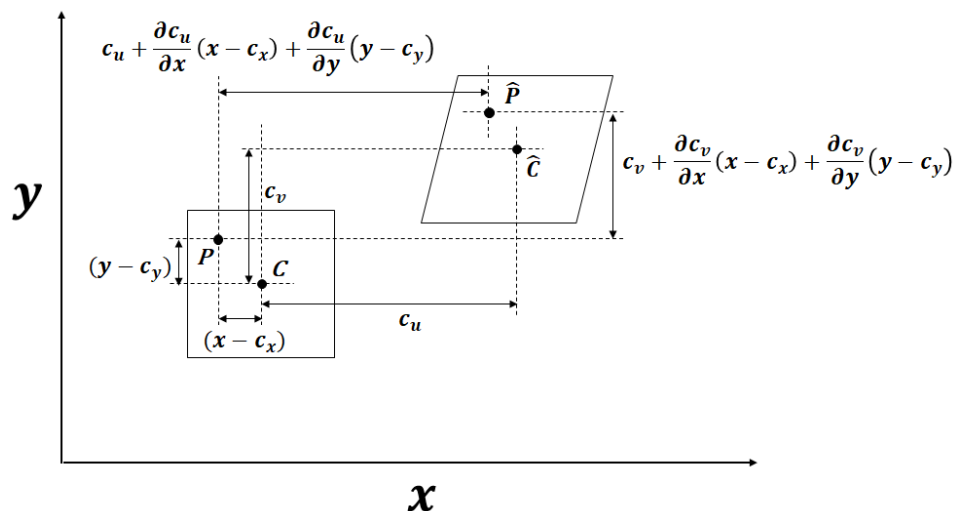 c_u + ∂c_u/∂x (x − c_x) + ∂c_u/∂y (y − c_y)
P̂
Ĉ
c_v + ∂c_v/∂x (x − c_x) + ∂c_v/∂y (y − c_y)
y
c_v
P
C
(y − c_y)
c_u
(x − c_x)
x